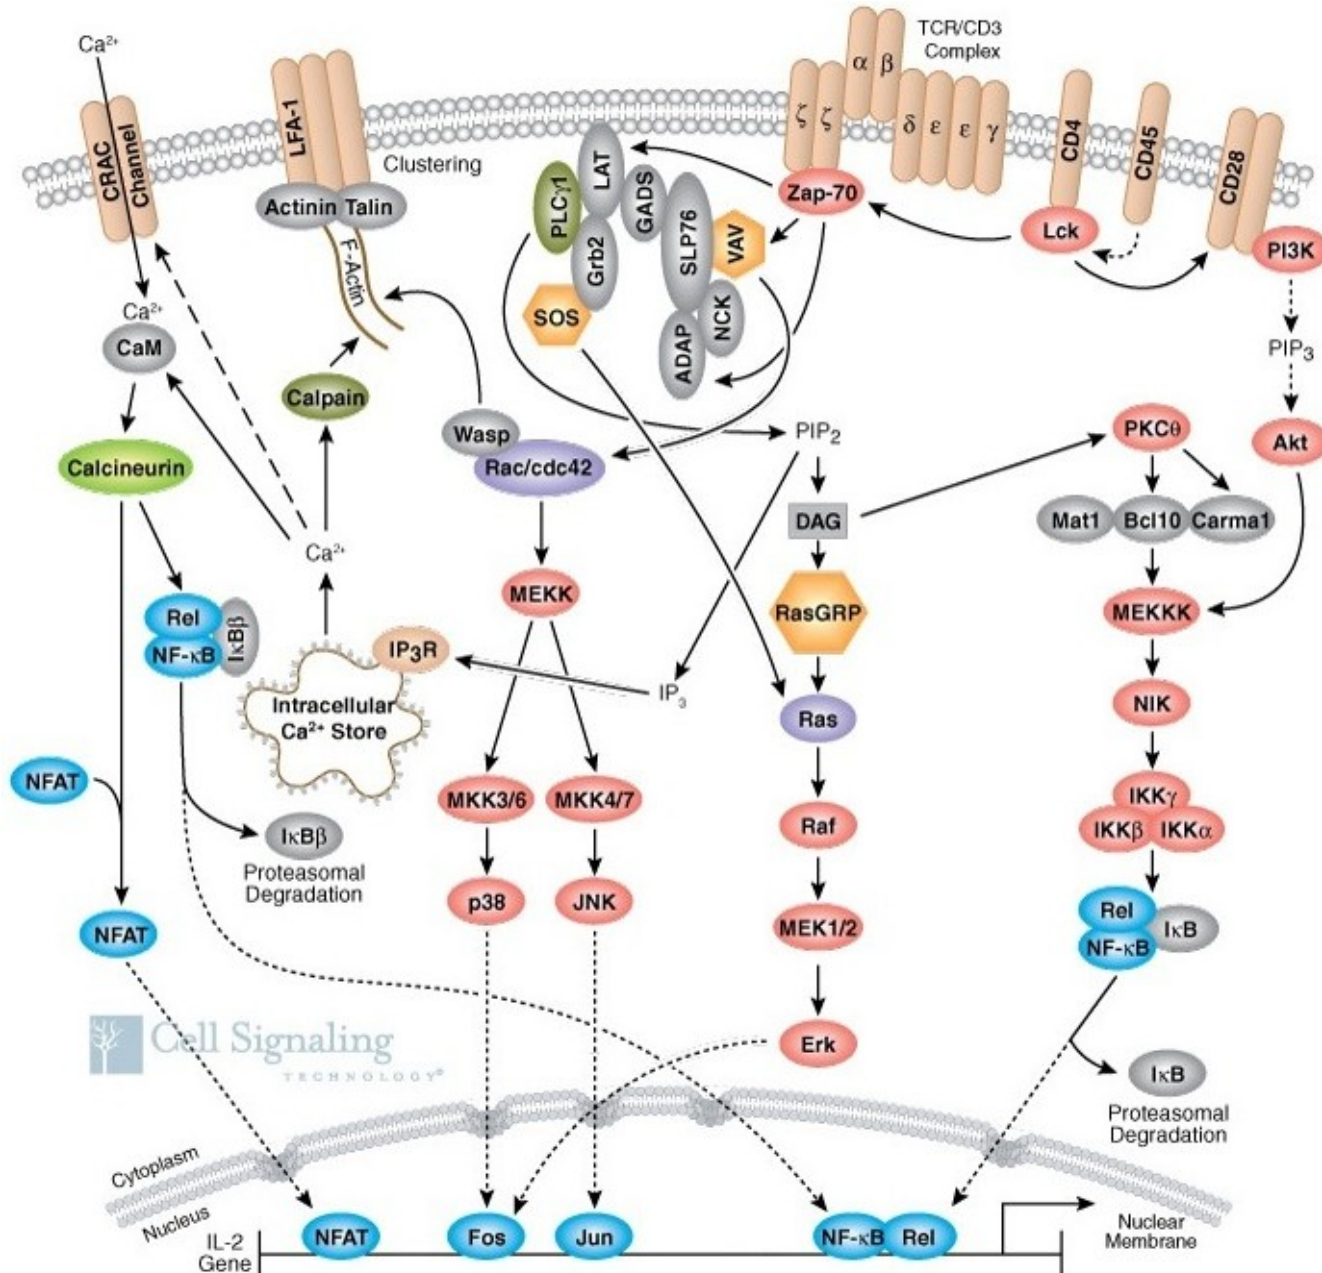 Ca²⁺
TCR/CD3
Complex
α β
ζ ζ
δ ε ε γ
CRAC
Channel
LFA-1
Clustering
CD4
CD45
CD28
Actinin
Talin
F-Actin
PLCγ1
LAT
GADS
Grb2
SLP76
VAV
SOS
NCK
ADAP
Zap-70
Lck
PI3K
Ca²⁺
CaM
PIP₃
Calpain
Calcineurin
Wasp
Rac/cdc42
PIP₂
PKCθ
Akt
DAG
Mat1
Bcl10
Carma1
Ca²⁺
MEKK
RasGRP
MEKKK
Rel
NF-κB
IκBβ
IP₃R
IP₃
Intracellular
Ca²⁺ Store
Ras
NIK
NFAT
MKK3/6
MKK4/7
Raf
IKKγ
IKKβ
IKKα
IκBβ
Proteasomal
Degradation
p38
JNK
MEK1/2
NFAT
Rel
NF-κB
IκB
Cell Signaling
TECHNOLOGY®
Erk
IκB
Proteasomal
Degradation
Cytoplasm
Nucleus
IL-2
Gene
NFAT
Fos
Jun
NF-κB
Rel
Nuclear
Membrane